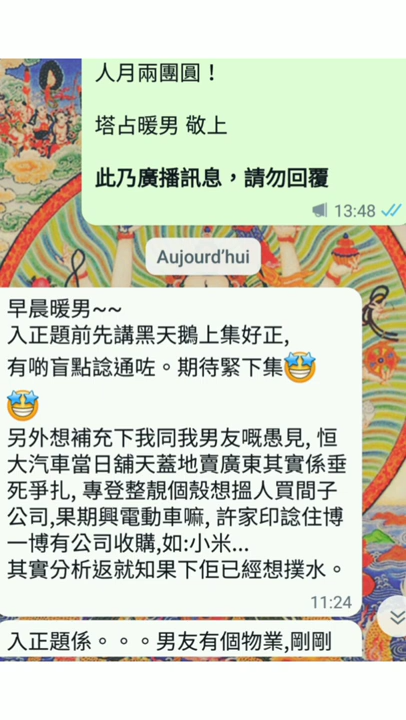 人月兩團圓！
塔占暖男 敬上
此乃廣播訊息，請勿回覆
13:48
Aujourd’hui
早晨暖男~~
入正題前先講黑天鵝上集好正,
有啲盲點諗通咗。期待緊下集🤩
🤩
另外想補充下我同我男友嘅愚見, 恒
大汽車當日舖天蓋地賣廣東其實係垂
死爭扎, 專登整靚個殼想搵人買間子
公司,果期興電動車嘛, 許家印諗住博
一博有公司收購,如:小米...
其實分析返就知果下佢已經想撲水。
11:24
入正題係。。。男友有個物業,剛剛